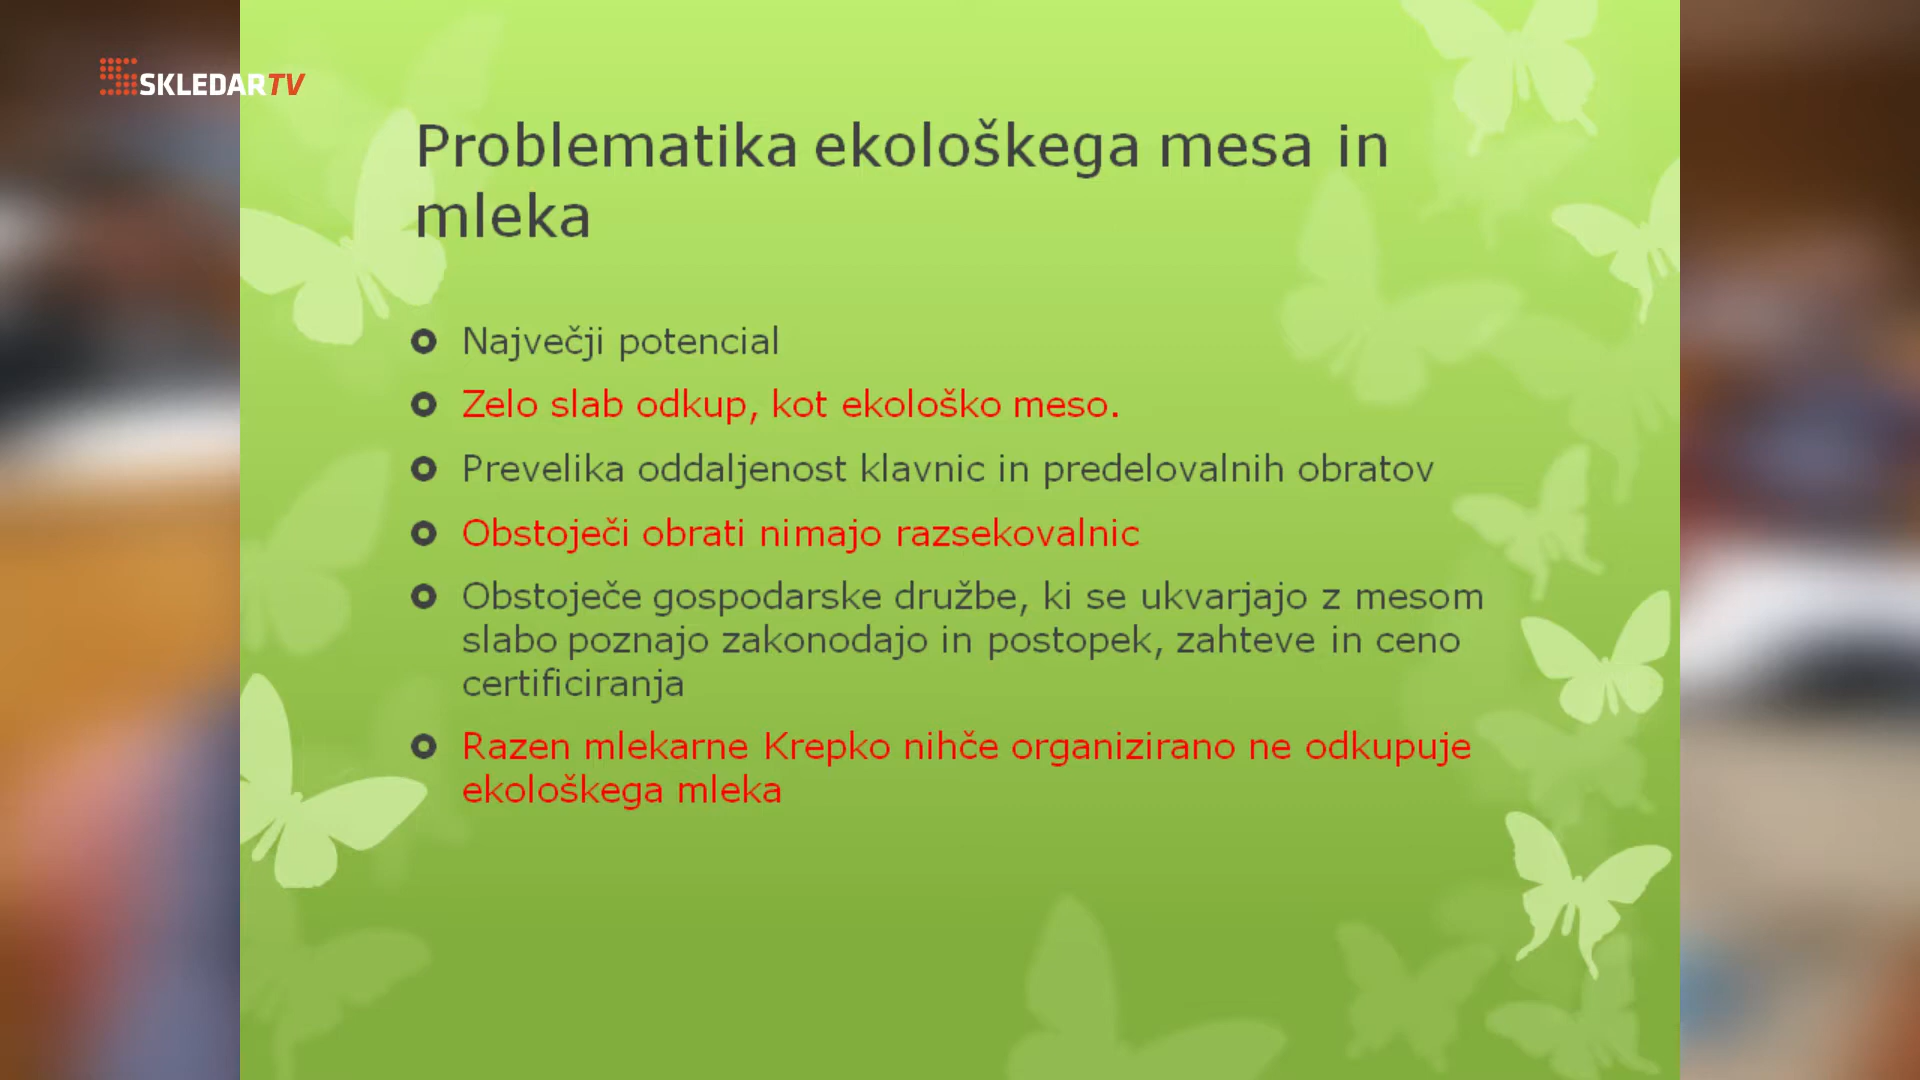 SKLEDARTV
Problematika ekološkega mesa in
mleka
Največji potencial
Zelo slab odkup, kot ekološko meso.
Prevelika oddaljenost klavnic in predelovalnih obratov
Obstoječi obrati nimajo razsekovalnic
Obstoječe gospodarske družbe, ki se ukvarjajo z mesom
slabo poznajo zakonodajo in postopek, zahteve in ceno
certificiranja
Razen mlekarne Krepko nihče organizirano ne odkupuje
ekološkega mleka